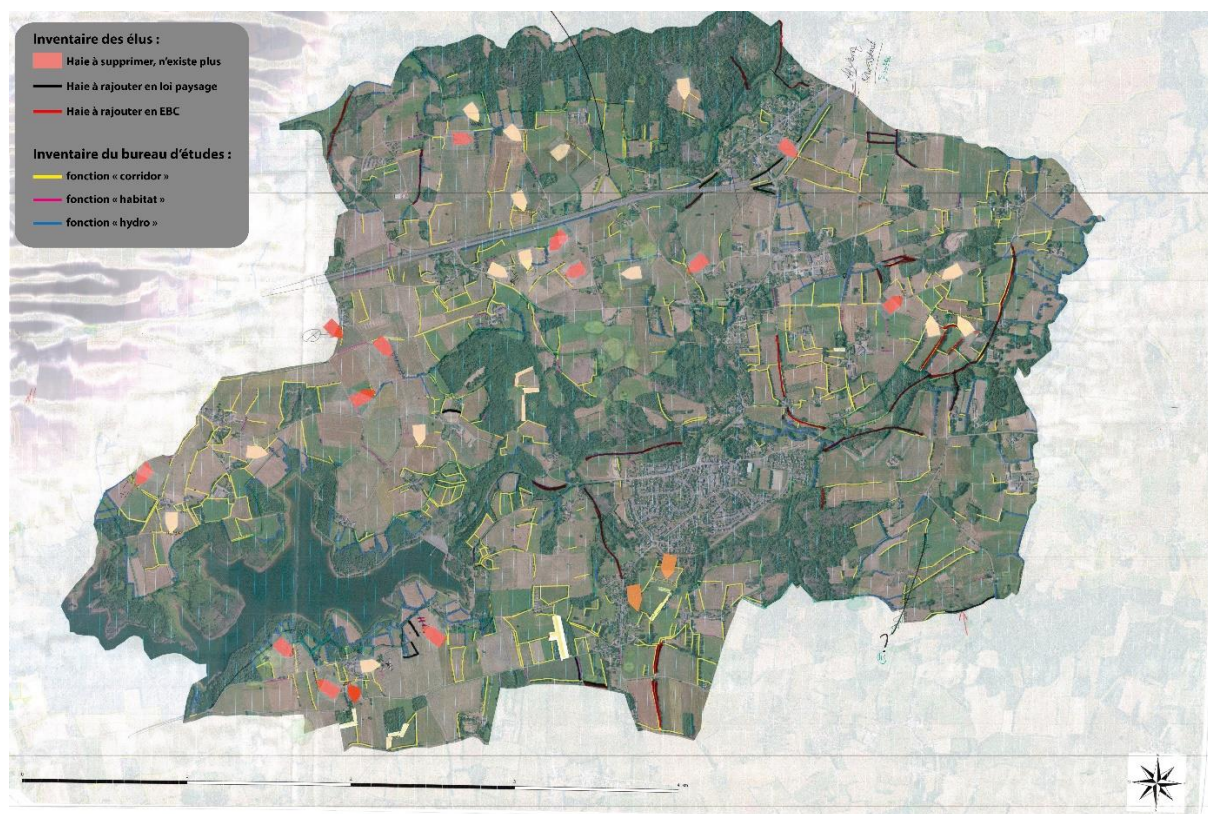 Inventaire des élus :
Haie à supprimer, n'existe plus
Haie à rajouter en loi paysage
Haie à rajouter en EBC
Inventaire du bureau d'études :
fonction « corridor »
fonction « habitat »
fonction « hydro »